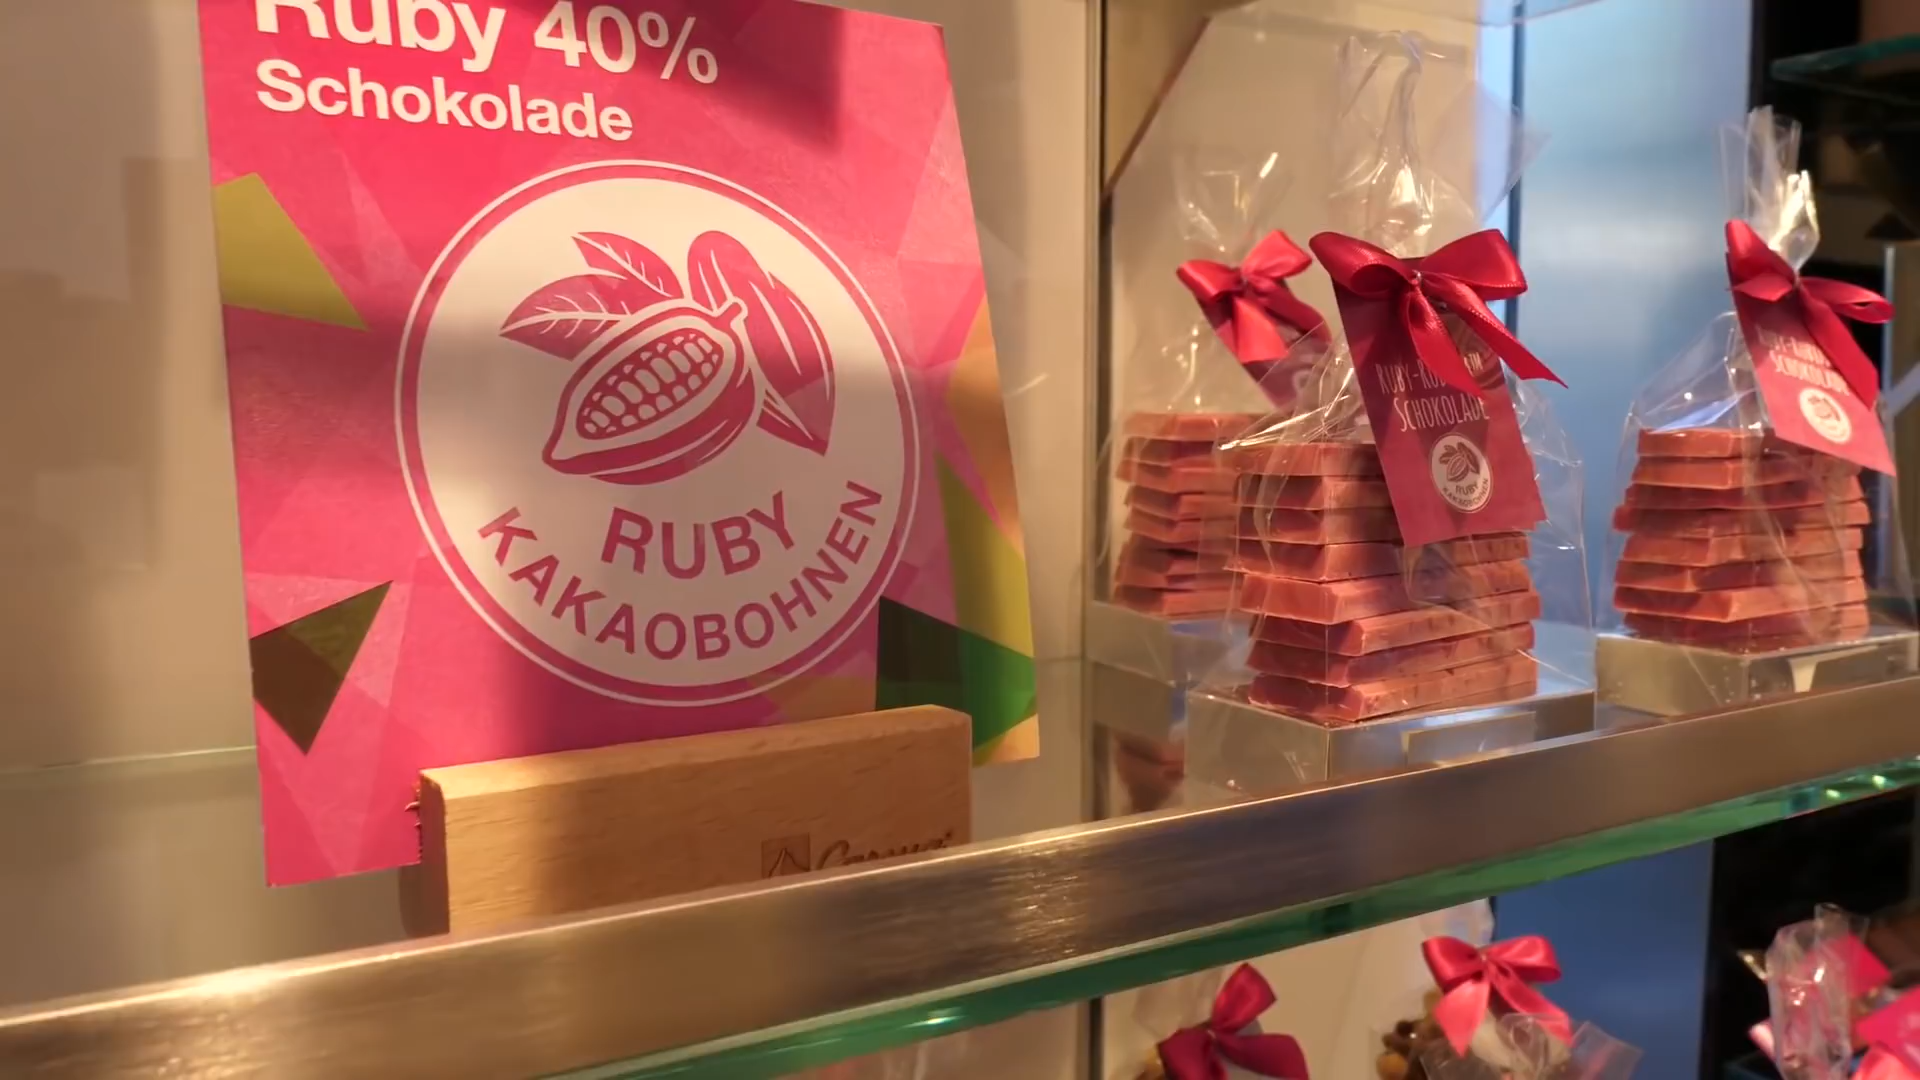 Ruby 40%
Schokolade
RUBY
KAKAOBOHNEN
SCHOKOLADE
RUBY
KAKAOBOHNEN
SCHOKOLADE